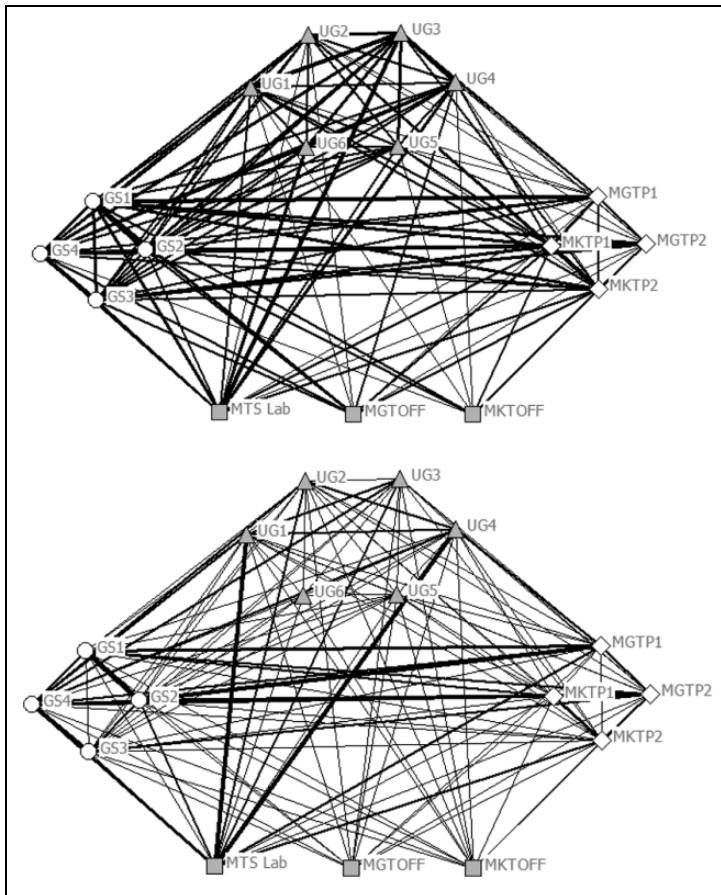 UG2
UG3
UG1
UG4
UG6
UG5
GS1
MGTP1
GS4
GS2
MKTP1
MGTP2
GS3
MKTP2
MTS Lab
MGTOFF
MKTOFF
UG2
UG3
UG1
UG4
UG6
UG5
GS1
MGTP1
GS4
GS2
MKTP1
MGTP2
GS3
MKTP2
MTS Lab
MGTOFF
MKTOFF